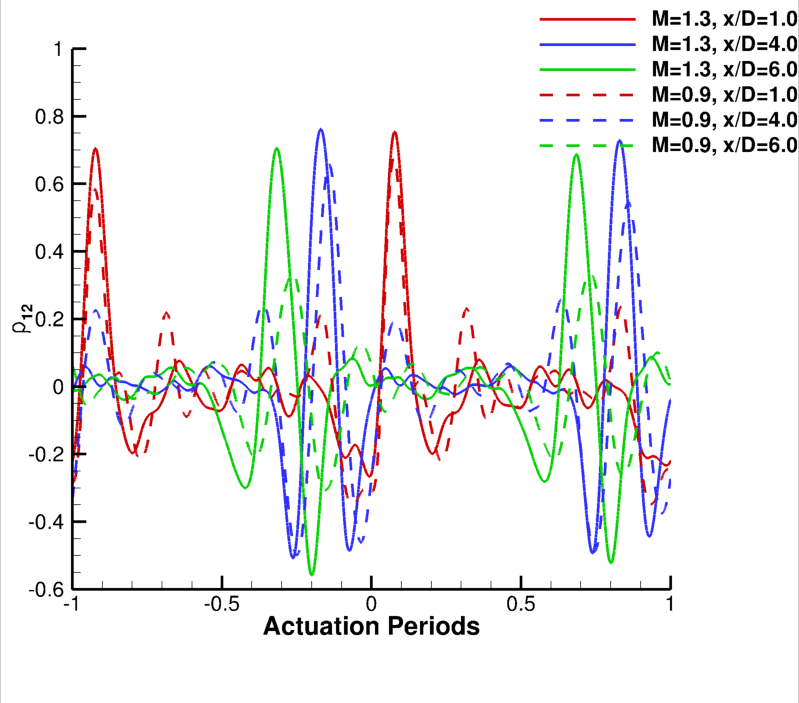 M=1.3, x/D=1.0
M=1.3, x/D=4.0
M=1.3, x/D=6.0
M=0.9, x/D=1.0
M=0.9, x/D=4.0
M=0.9, x/D=6.0
1
0.8
0.6
0.4
0.2
0
-0.2
-0.4
-0.6
ρ12
-1
-0.5
0
0.5
1
Actuation Periods